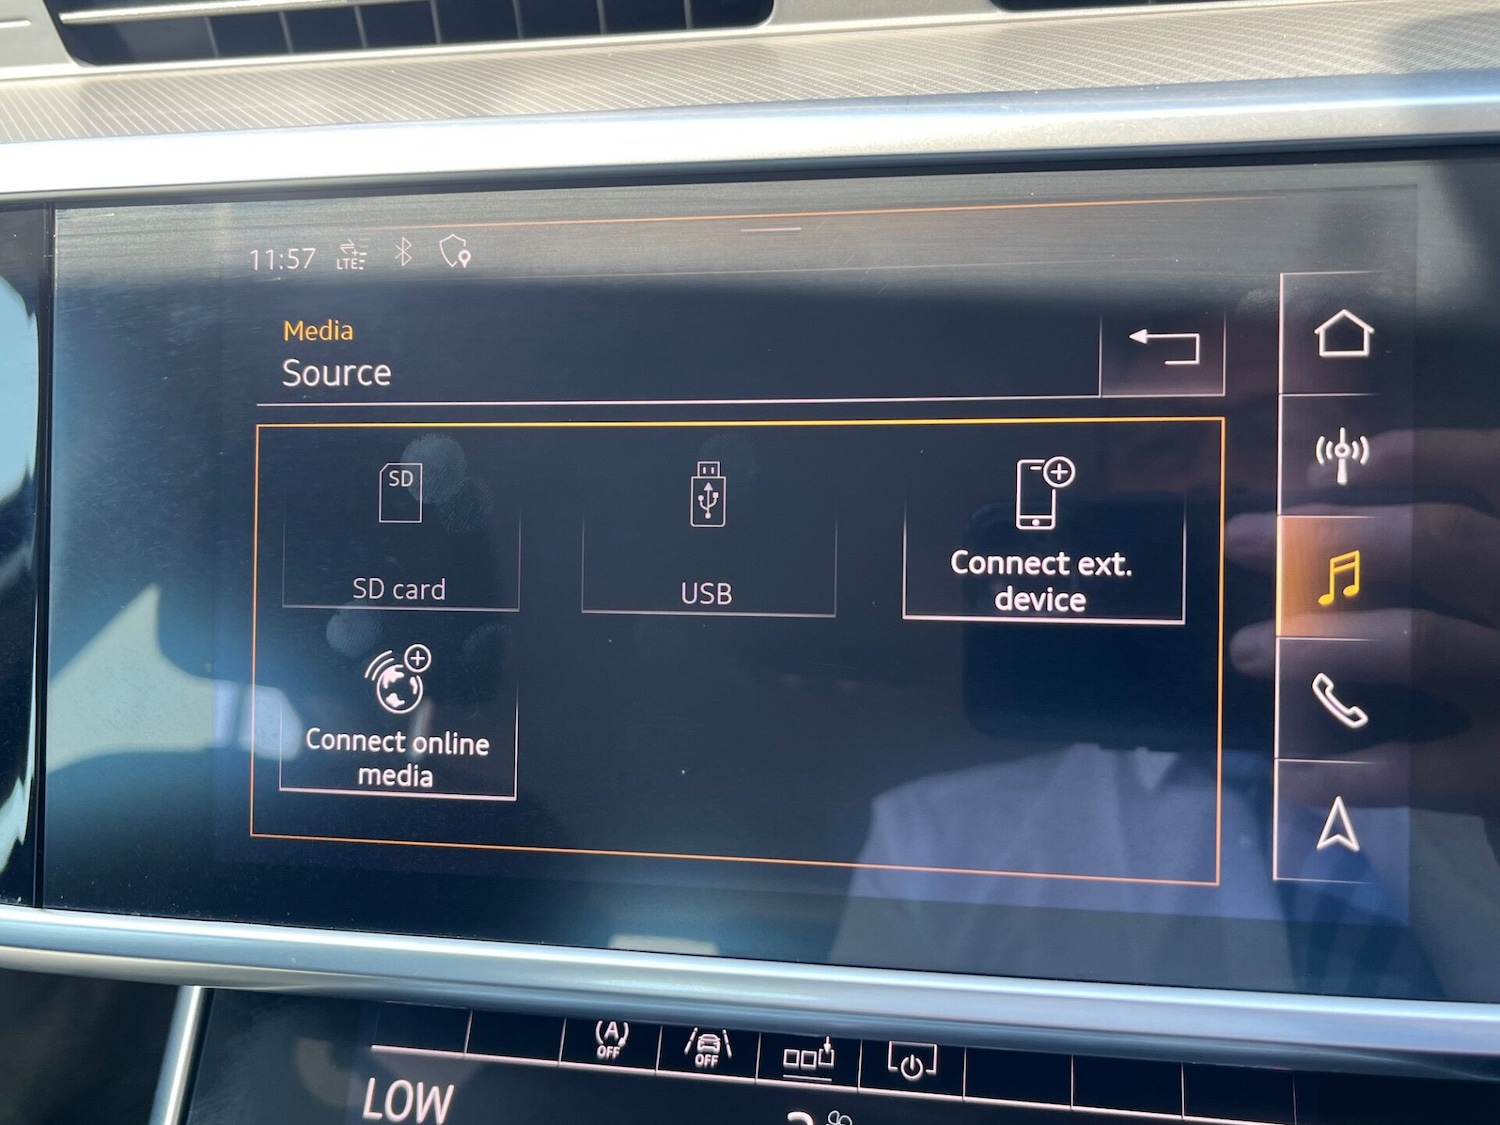 11:57 LTE
Media
Source
SD
SD card
USB
Connect ext.
device
Connect online
media
(A)
OFF
OFF
LOW